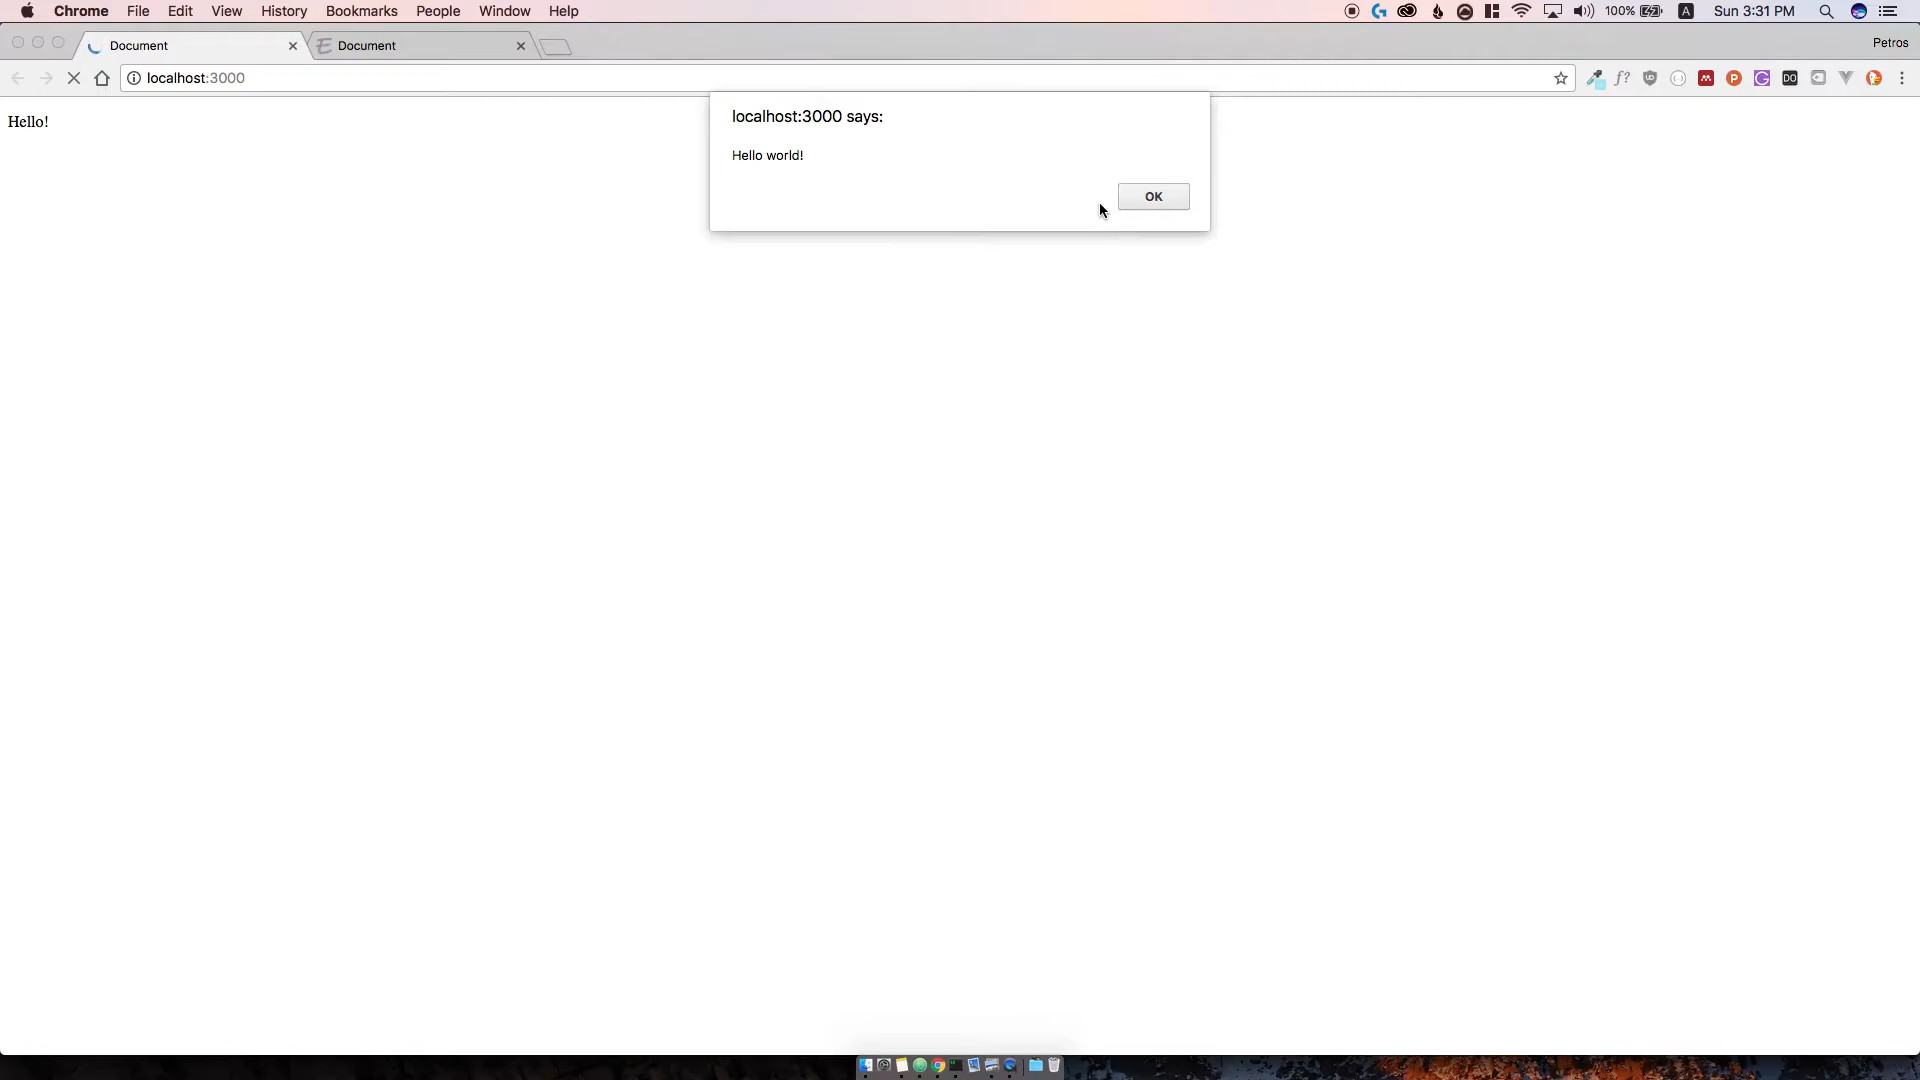 Chrome File Edit View History Bookmarks People Window Help 100% A Sun 3:31 PM
Document Document Petros
localhost:3000 f? DO P G
Hello!
localhost:3000 says:
Hello world!
OK